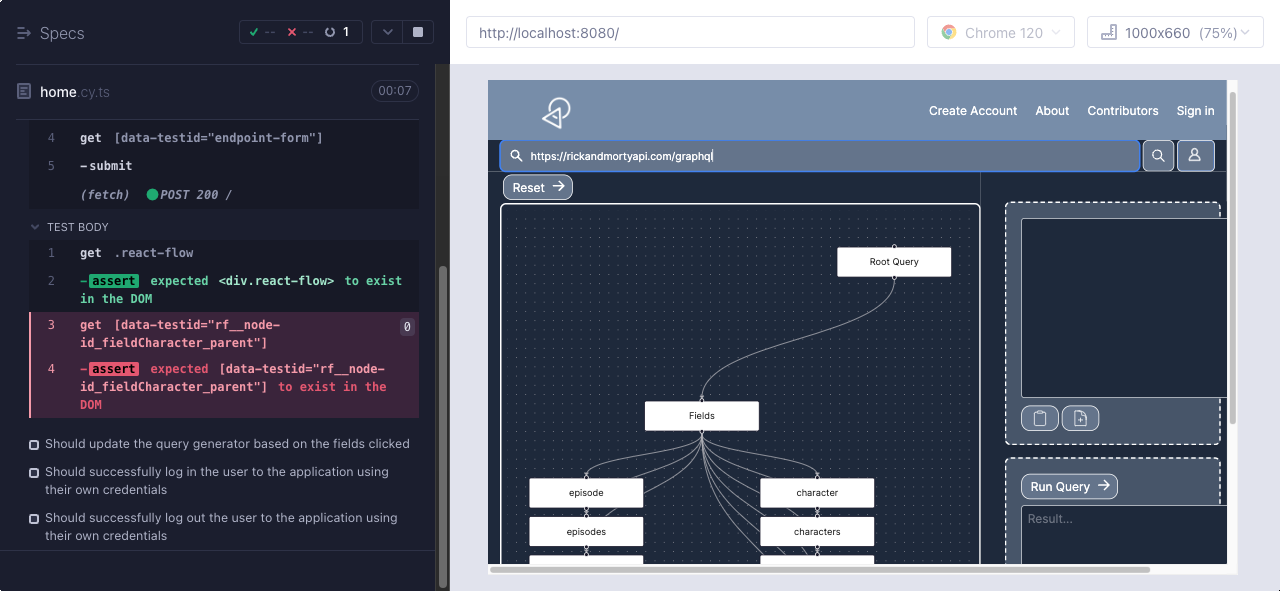 Specs
-- -- 1
home.cy.ts
00:07
4 get [data-testid="endpoint-form"]
5 -submit
(fetch) POST 200 /
TEST BODY
1 get .react-flow
2 -assert expected <div.react-flow> to exist
in the DOM
3 get [data-testid="rf__node-
id_fieldCharacter_parent"]
0
4 -assert expected [data-testid="rf__node-
id_fieldCharacter_parent"] to exist in the
DOM
Should update the query generator based on the fields clicked
Should successfully log in the user to the application using
their own credentials
Should successfully log out the user to the application using
their own credentials
http://localhost:8080/
Chrome 120
1000x660 (75%)
Create Account About Contributors Sign in
https://rickandmortyapi.com/graphql
Reset
Root Query
Fields
episode
character
episodes
characters
Run Query
Result...